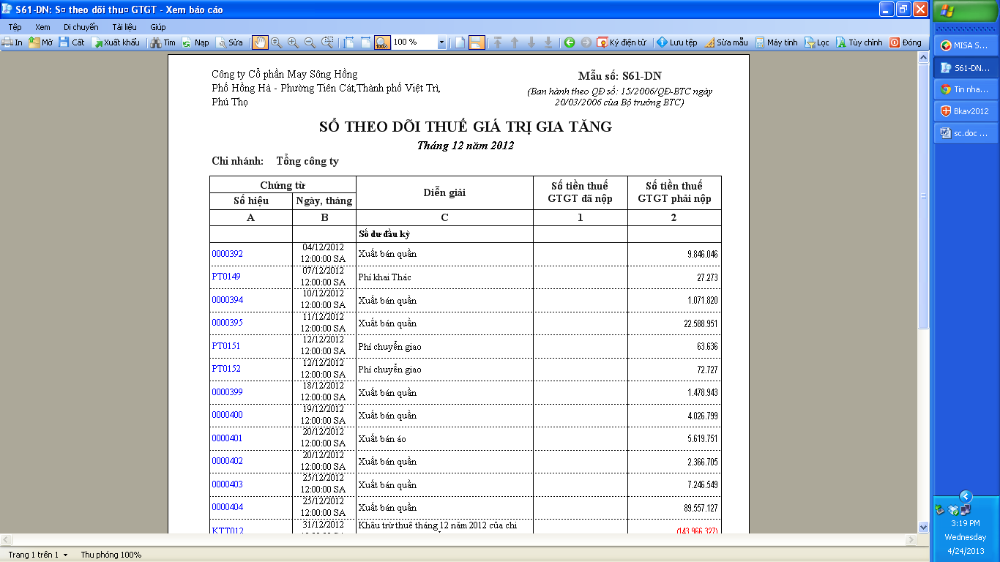 S61-DN: S¤ theo dõi thu¤ GTGT - Xem báo cáo
Tệp Xem Di chuyển Tài liệu Giúp
In Mở Cất Xuất khẩu Tìm Nạp Sửa 100% 100 % Ký điện tử Lưu tệp Sửa mẫu Máy tính Lọc Tùy chỉnh Đóng
Công ty Cổ phần May Sông Hồng
Phố Hồng Hà - Phường Tiên Cát,Thành phố Việt Trì,
Phú Thọ
Mẫu số: S61-DN
(Ban hành theo QĐ số: 15/2006/QĐ-BTC ngày
20/03/2006 của Bộ trưởng BTC)
SỔ THEO DÕI THUẾ GIÁ TRỊ GIA TĂNG
Tháng 12 năm 2012
Chi nhánh: Tổng công ty
Chứng từ Diễn giải Số tiền thuế GTGT đã nộp Số tiền thuế GTGT phải nộp
Số hiệu Ngày, tháng
A B C 1 2
Số dư đầu kỳ
0000392 04/12/2012 12:00:00 SA Xuất bán quần 9.846.046
PT0149 07/12/2012 12:00:00 SA Phí khai Thác 27.273
0000394 10/12/2012 12:00:00 SA Xuất bán quần 1.071.820
0000395 11/12/2012 12:00:00 SA Xuất bán quần 22.588.951
PT0151 12/12/2012 12:00:00 SA Phí chuyển giao 63.636
PT0152 12/12/2012 12:00:00 SA Phí chuyển giao 72.727
0000399 18/12/2012 12:00:00 SA Xuất bán quần 1.478.943
0000400 19/12/2012 12:00:00 SA Xuất bán quần 4.026.799
0000401 20/12/2012 12:00:00 SA Xuất bán áo 5.619.751
0000402 20/12/2012 12:00:00 SA Xuất bán quần 2.366.705
0000403 25/12/2012 12:00:00 SA Xuất bán quần 7.246.549
0000404 25/12/2012 12:00:00 SA Xuất bán quần 89.557.127
KTT012 31/12/2012 Khấu trừ thuế tháng 12 năm 2012 của chi (143.966.327)
Trang 1 trên 1 Thu phóng 100%
MISA S...
S61-DN...
Tin nha...
Bkav2012
sc.doc ...
3:19 PM
Wednesday
4/24/2013